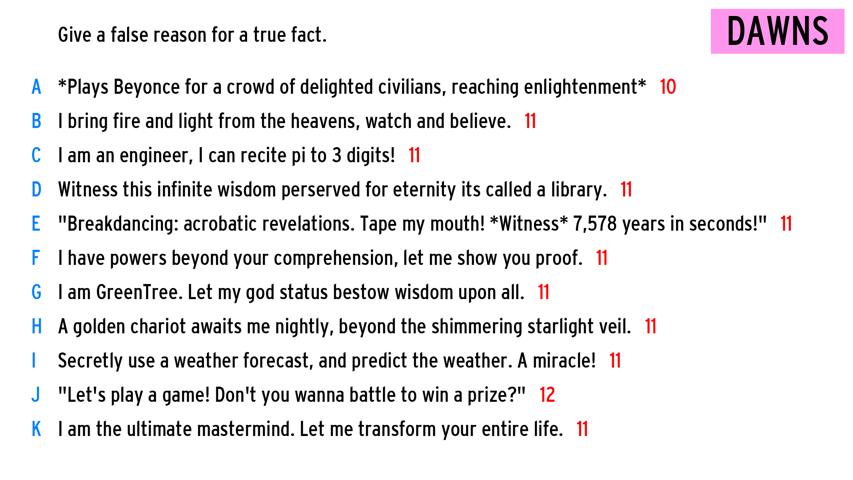 Give a false reason for a true fact.
DAWNS
A *Plays Beyonce for a crowd of delighted civilians, reaching enlightenment* 10
B I bring fire and light from the heavens, watch and believe. 11
C I am an engineer, I can recite pi to 3 digits! 11
D Witness this infinite wisdom perserved for eternity its called a library. 11
E "Breakdancing: acrobatic revelations. Tape my mouth! *Witness* 7,578 years in seconds!" 11
F I have powers beyond your comprehension, let me show you proof. 11
G I am GreenTree. Let my god status bestow wisdom upon all. 11
H A golden chariot awaits me nightly, beyond the shimmering starlight veil. 11
I Secretly use a weather forecast, and predict the weather. A miracle! 11
J "Let's play a game! Don't you wanna battle to win a prize?" 12
K I am the ultimate mastermind. Let me transform your entire life. 11